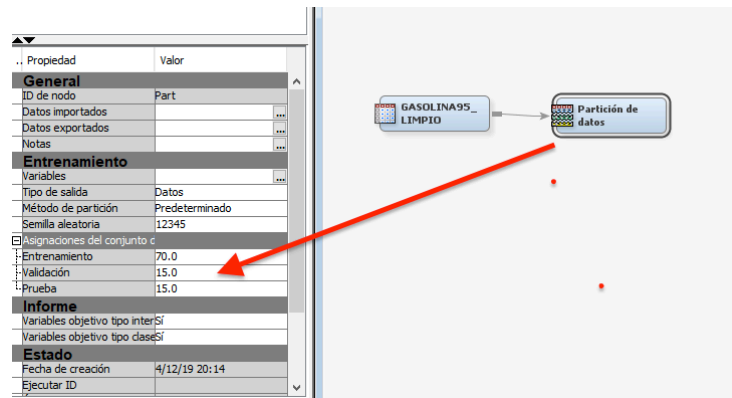 .. Propiedad Valor
General
ID de nodo Part
Datos importados ...
Datos exportados ...
Notas ...
Entrenamiento
Variables ...
Tipo de salida Datos
Método de partición Predeterminado
Semilla aleatoria 12345
Asignaciones del conjunto d
Entrenamiento 70.0
Validación 15.0
Prueba 15.0
Informe
Variables objetivo tipo inter Sí
Variables objetivo tipo clase Sí
Estado
Fecha de creación 4/12/19 20:14
Ejecutar ID
GASOLINA95_
LIMPIO
Partición de
datos